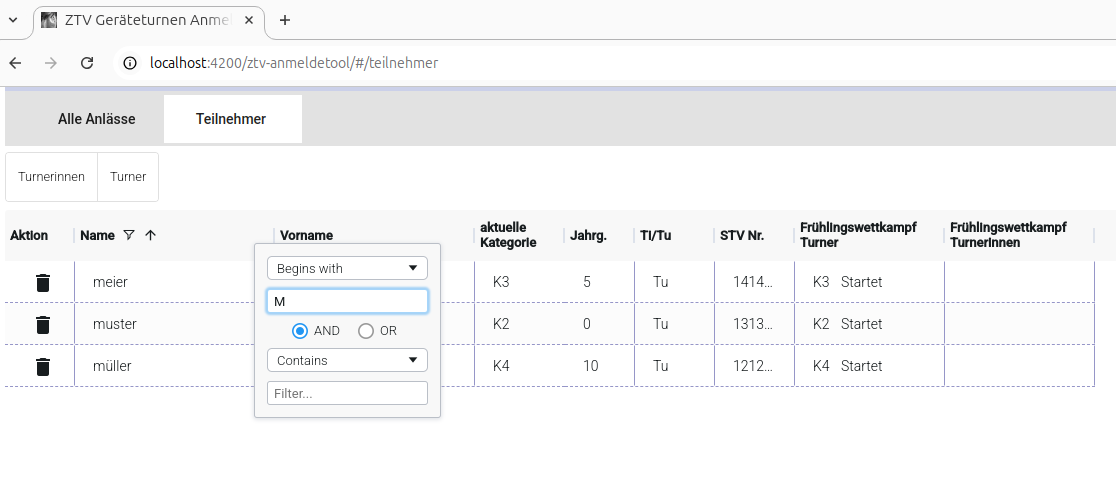 ZTV Geräteturnen Anme
localhost:4200/ztv-anmeldetool/#/teilnehmer
Alle Anlässe Teilnehmer
Turnerinnen Turner
Aktion Name Vorname aktuelle Kategorie Jahrg. TI/Tu STV Nr. Frühlingswettkampf Turner Frühlingswettkampf Turnerinnen
meier K3 5 Tu 1414... K3 Startet
muster K2 0 Tu 1313... K2 Startet
müller K4 10 Tu 1212... K4 Startet
Begins with
M
AND OR
Contains
Filter...